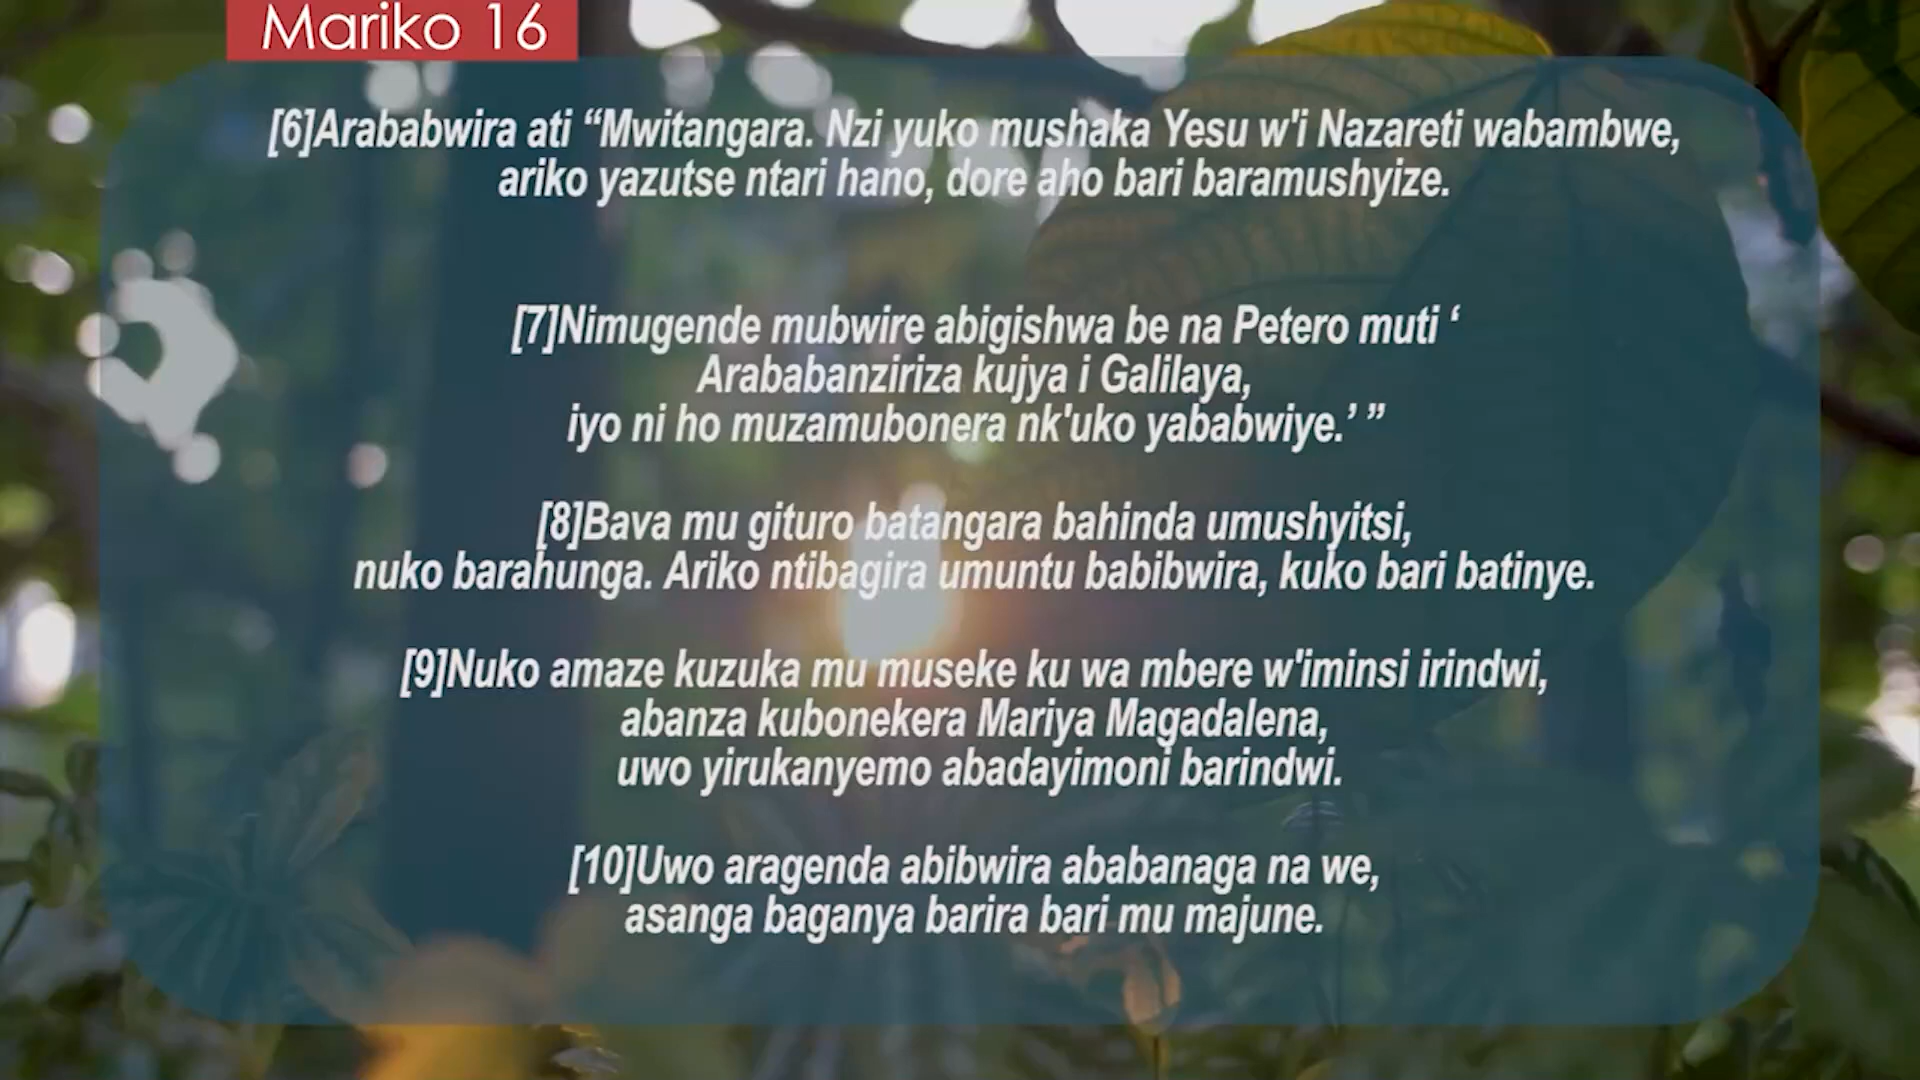 Mariko 16
[6]Arababwira ati “Mwitangara. Nzi yuko mushaka Yesu w'i Nazareti wabambwe,
ariko yazutse ntari hano, dore aho bari baramushyize.
[7]Nimugende mubwire abigishwa be na Petero muti ‘
Arababanziriza kujya i Galilaya,
iyo ni ho muzamubonera nk'uko yababwiye.’ ”
[8]Bava mu gituro batangara bahinda umushyitsi,
nuko barahunga. Ariko ntibagira umuntu babibwira, kuko bari batinye.
[9]Nuko amaze kuzuka mu museke ku wa mbere w'iminsi irindwi,
abanza kubonekera Mariya Magadalena,
uwo yirukanyemo abadayimoni barindwi.
[10]Uwo aragenda abibwira ababanaga na we,
asanga baganya barira bari mu majune.